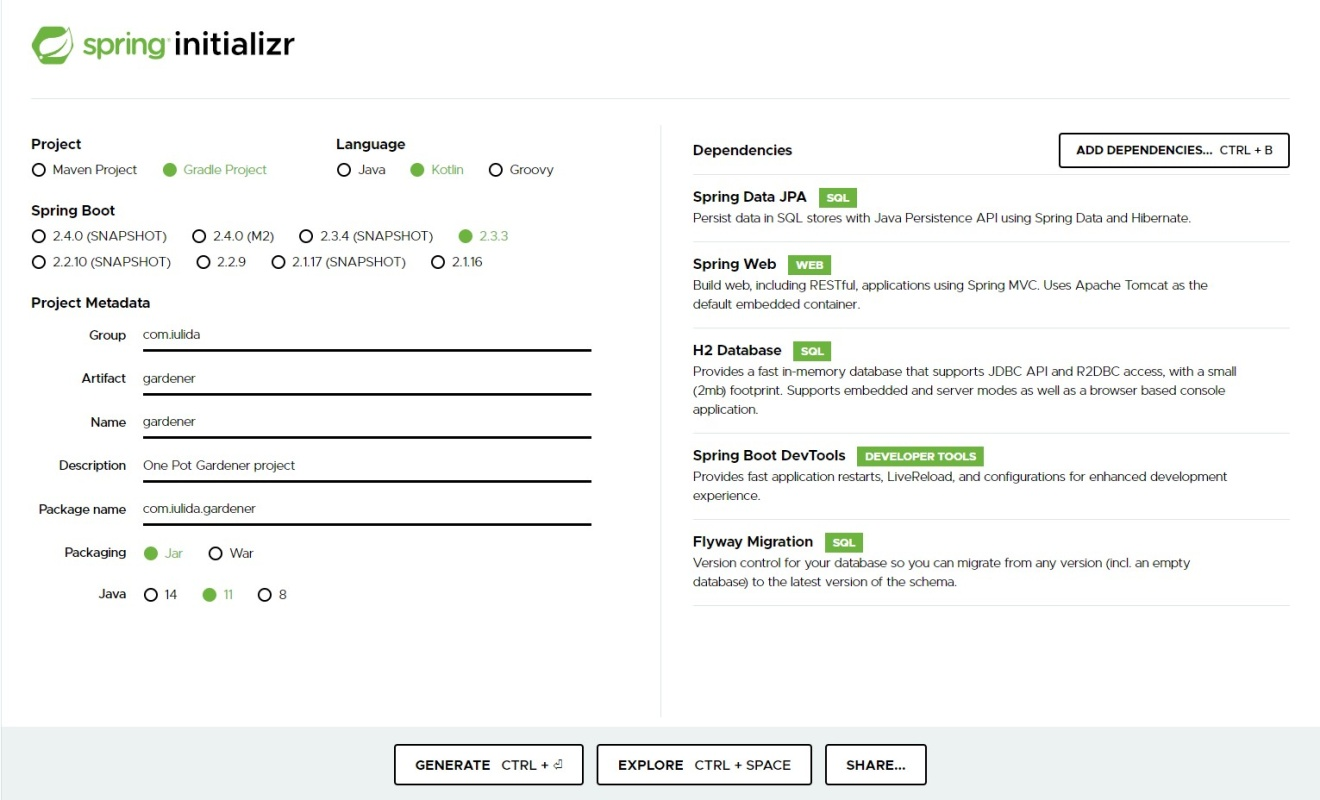 spring initializr
Project
Language
Maven Project Gradle Project
Java Kotlin Groovy
Spring Boot
2.4.0 (SNAPSHOT) 2.4.0 (M2) 2.3.4 (SNAPSHOT) 2.3.3
2.2.10 (SNAPSHOT) 2.2.9 2.1.17 (SNAPSHOT) 2.1.16
Project Metadata
Group com.iulida
Artifact gardener
Name gardener
Description One Pot Gardener project
Package name com.iulida.gardener
Packaging Jar War
Java 14 11 8
Dependencies
ADD DEPENDENCIES... CTRL + B
Spring Data JPA SQL
Persist data in SQL stores with Java Persistence API using Spring Data and Hibernate.
Spring Web WEB
Build web, including RESTful, applications using Spring MVC. Uses Apache Tomcat as the
default embedded container.
H2 Database SQL
Provides a fast in-memory database that supports JDBC API and R2DBC access, with a small
(2mb) footprint. Supports embedded and server modes as well as a browser based console
application.
Spring Boot DevTools DEVELOPER TOOLS
Provides fast application restarts, LiveReload, and configurations for enhanced development
experience.
Flyway Migration SQL
Version control for your database so you can migrate from any version (incl. an empty
database) to the latest version of the schema.
GENERATE CTRL + ⏎
EXPLORE CTRL + SPACE
SHARE...